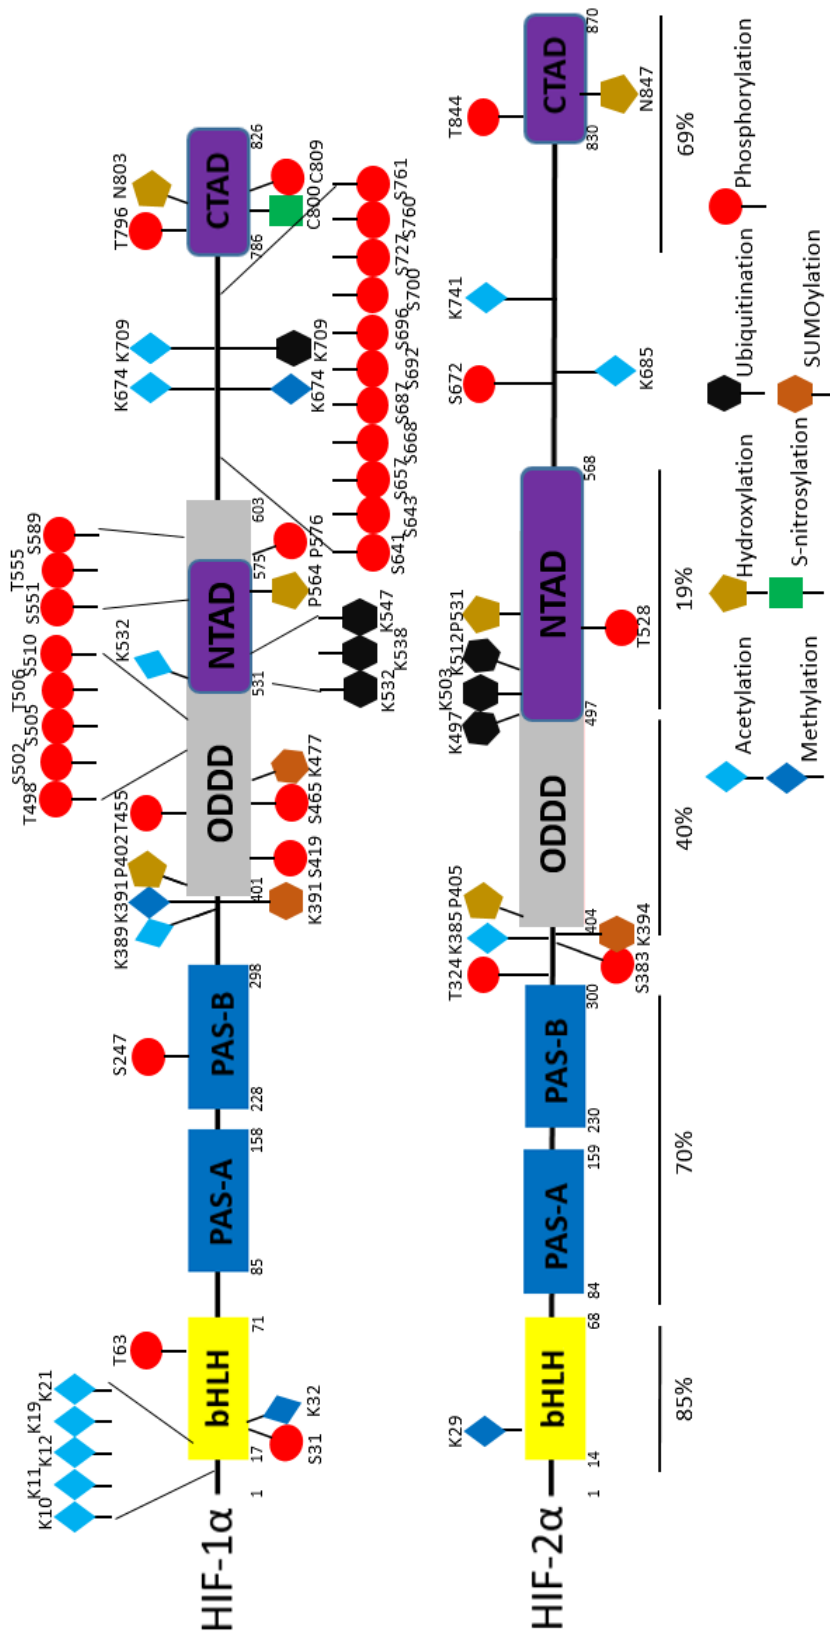 K10 K11 K12 K19 K21
T63
S247
K389 K391 P402 T455
T498 S502 S505 T506 S510
K532
S551 T555 S589
K674 K709
T796 N803
HIF-1α
bHLH PAS-A PAS-B ODDD NTAD CTAD
1 17 71 85 158 228 298 401 531 575 603 786 826
S31 K32
K391 S419 S465 K477
K532 K538 K547
P564 P576
K674 K709
C800 C809
S641 S643 S657 S668 S687 S692 S696 S700 S727 S760 S761
K29
T324 K385 P405
K497 K503 K512 P531
S672 K741
T844
HIF-2α
bHLH PAS-A PAS-B ODDD NTAD CTAD
1 14 68 84 159 230 300 404 497 568 830 870
S383 K394
T528
K685
N847
85% 70% 40% 19% 69%
Acetylation Hydroxylation Ubiquitination Phosphorylation
Methylation S-nitrosylation SUMOylation